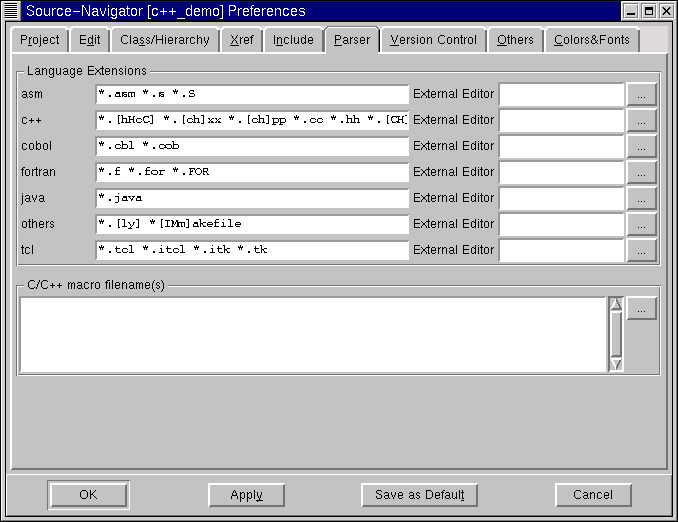 Source-Navigator [c++_demo] Preferences
Project Edit Class/Hierarchy Xref Include Parser Version Control Others Colors&Fonts
Language Extensions
asm *.asm *.s *.S External Editor ...
c++ *.[hHcC] *.[ch]xx *.[ch]pp *.cc *.hh *.[CH] External Editor ...
cobol *.cbl *.cob External Editor ...
fortran *.f *.for *.FOR External Editor ...
java *.java External Editor ...
others *.[ly] *[IMm]akefile External Editor ...
tcl *.tcl *.itcl *.itk *.tk External Editor ...
C/C++ macro filename(s)
...
OK Apply Save as Default Cancel